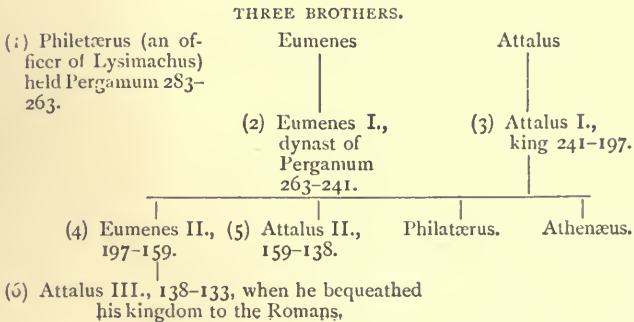 THREE BROTHERS.
(1) Philetærus (an of-
ficer of Lysimachus)
held Pergamum 283–
263.
Eumenes
Attalus
(2) Eumenes I.,
dynast of
Pergamum
263–241.
(3) Attalus I.,
king 241–197.
(4) Eumenes II.,
197–159.
(5) Attalus II.,
159–138.
Philatærus.
Athenæus.
(6) Attalus III., 138–133, when he bequeathed
his kingdom to the Romans,